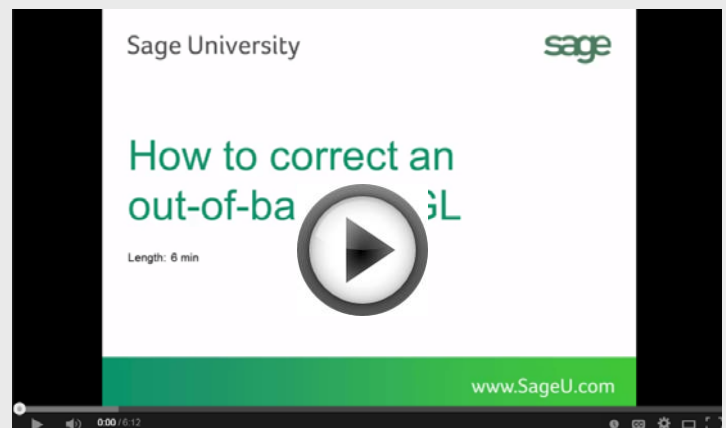 Sage University
sage
How to correct an
out-of-ba GL
Length: 6 min
www.SageU.com
0:00 / 6:12